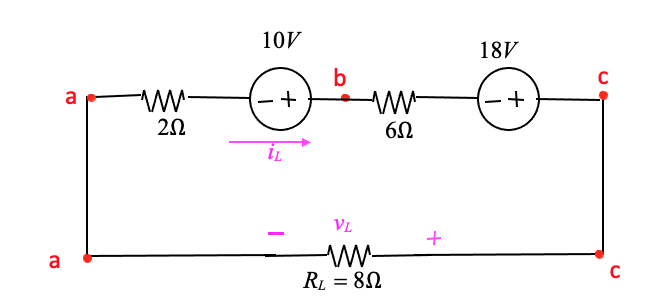 10V
18V
a
b
c
− +
− +
2Ω
6Ω
i_L
v_L
− +
a
c
R_L = 8Ω